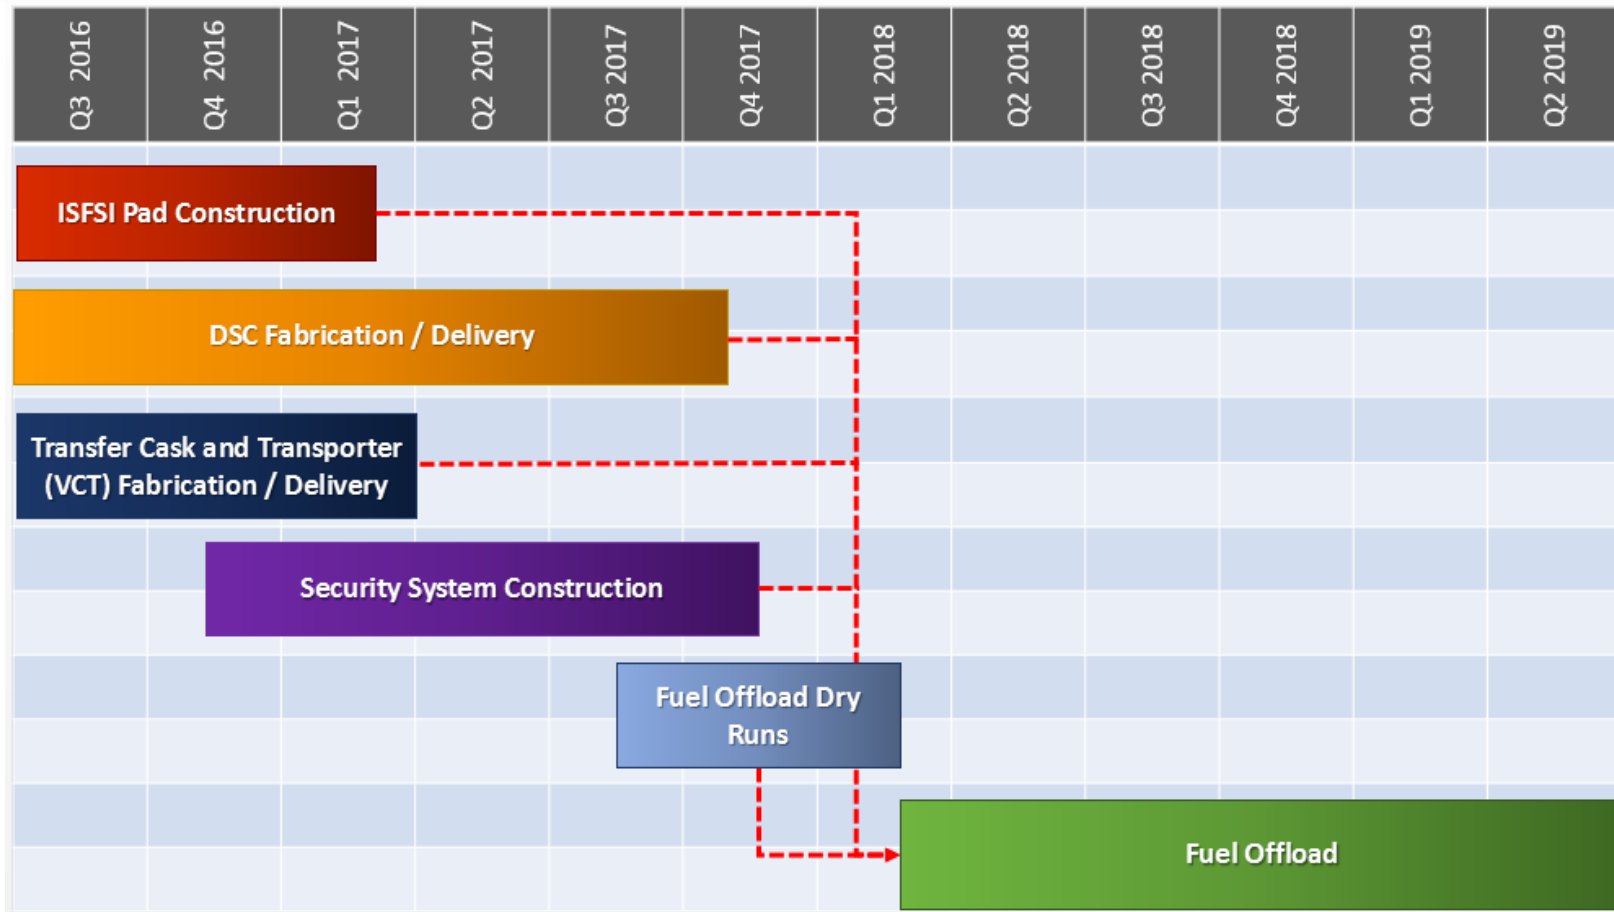 Q3 2016
Q4 2016
Q1 2017
Q2 2017
Q3 2017
Q4 2017
Q1 2018
Q2 2018
Q3 2018
Q4 2018
Q1 2019
Q2 2019
ISFSI Pad Construction
DSC Fabrication / Delivery
Transfer Cask and Transporter
(VCT) Fabrication / Delivery
Security System Construction
Fuel Offload Dry
Runs
Fuel Offload